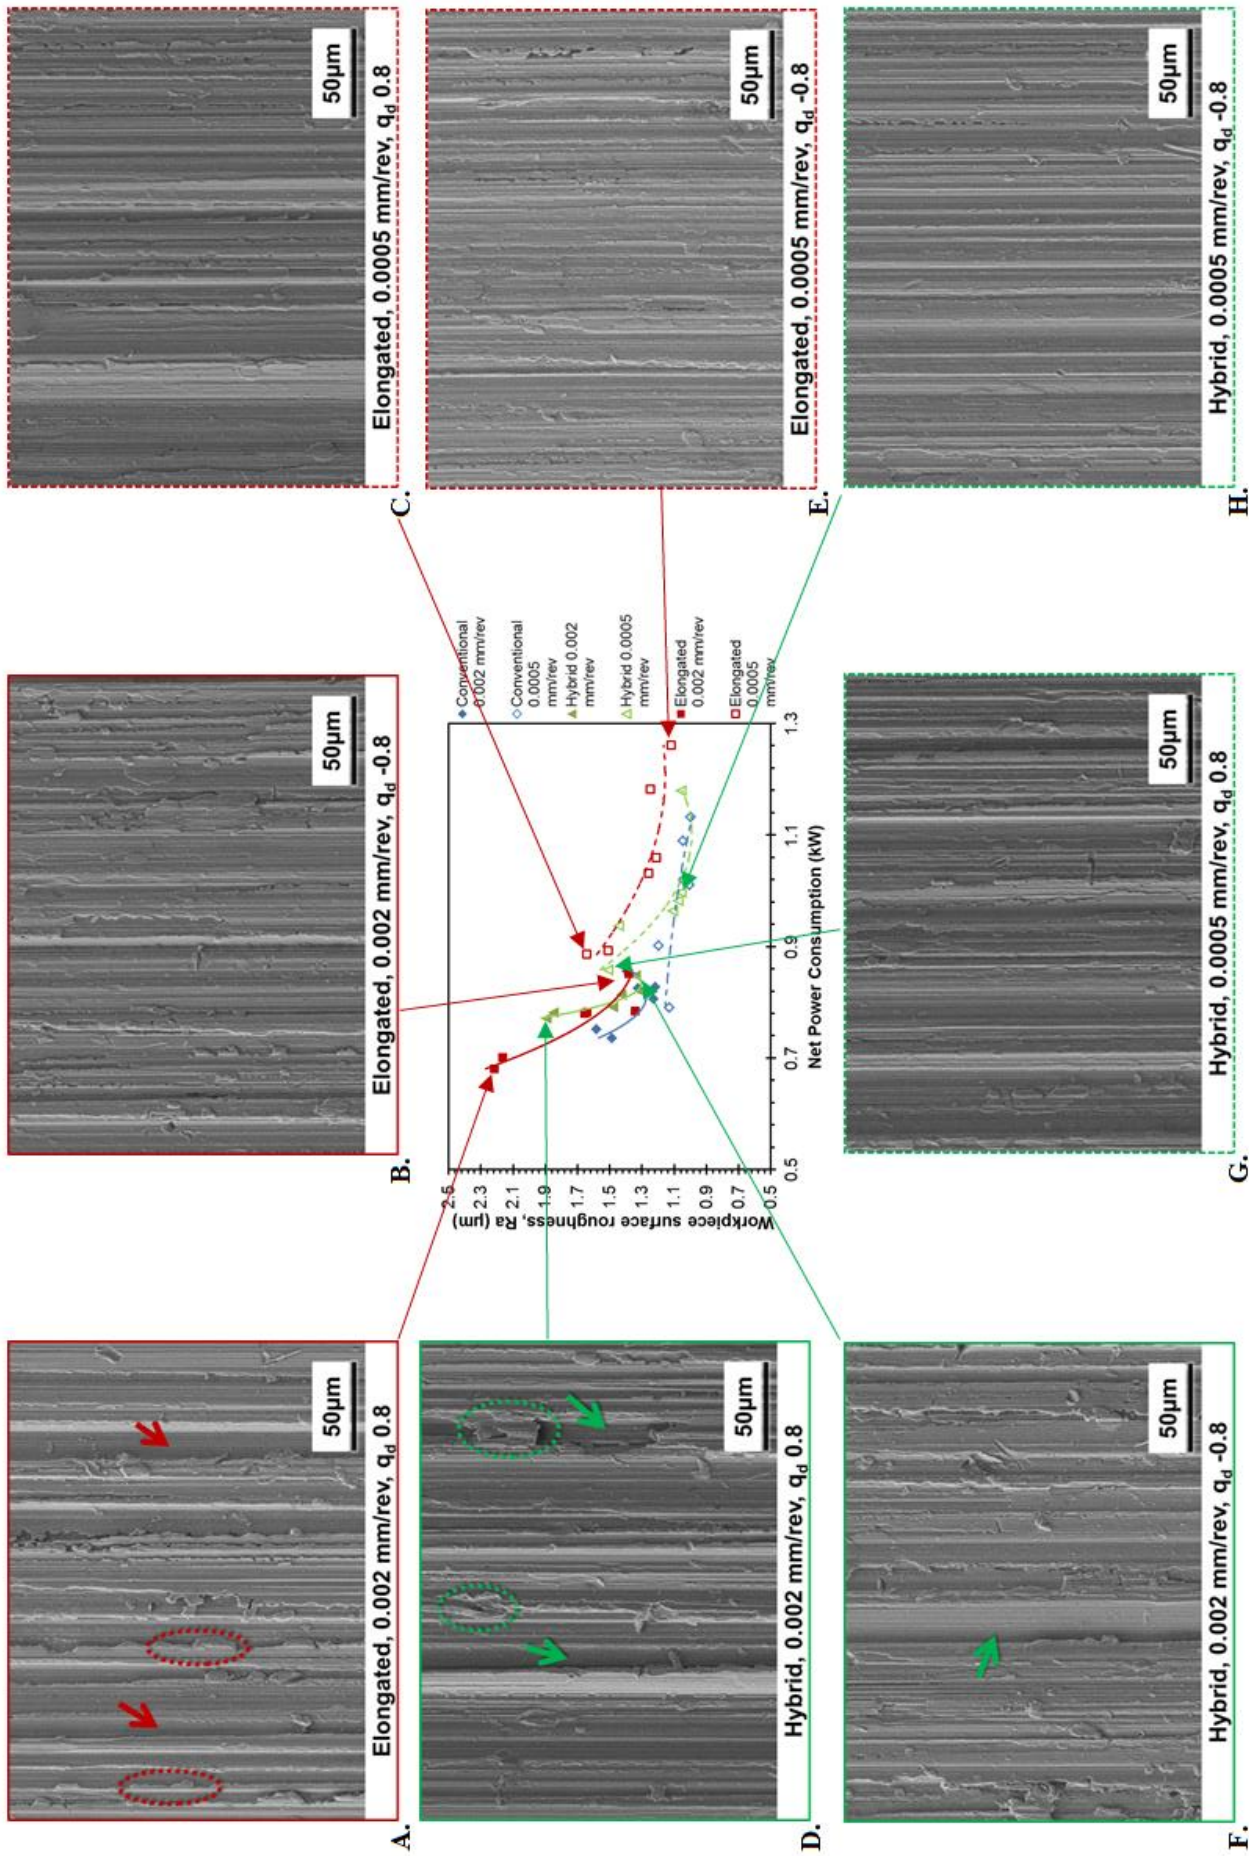 50µm
Elongated, 0.002 mm/rev, qd 0.8
A.
50µm
Elongated, 0.002 mm/rev, qd -0.8
B.
50µm
Elongated, 0.0005 mm/rev, qd 0.8
C.
50µm
Hybrid, 0.002 mm/rev, qd 0.8
D.
Workpiece surface roughness, Ra (µm)
2.5
2.3
2.1
1.9
1.7
1.5
1.3
1.1
0.9
0.7
0.5
0.5
0.7
0.9
1.1
1.3
Net Power Consumption (kW)
Conventional
0.002 mm/rev
Conventional
0.0005
mm/rev
Hybrid 0.002
mm/rev
Hybrid 0.0005
mm/rev
Elongated
0.002 mm/rev
Elongated
0.0005
mm/rev
50µm
Elongated, 0.0005 mm/rev, qd -0.8
E.
50µm
Hybrid, 0.002 mm/rev, qd -0.8
F.
50µm
Hybrid, 0.0005 mm/rev, qd 0.8
G.
50µm
Hybrid, 0.0005 mm/rev, qd -0.8
H.